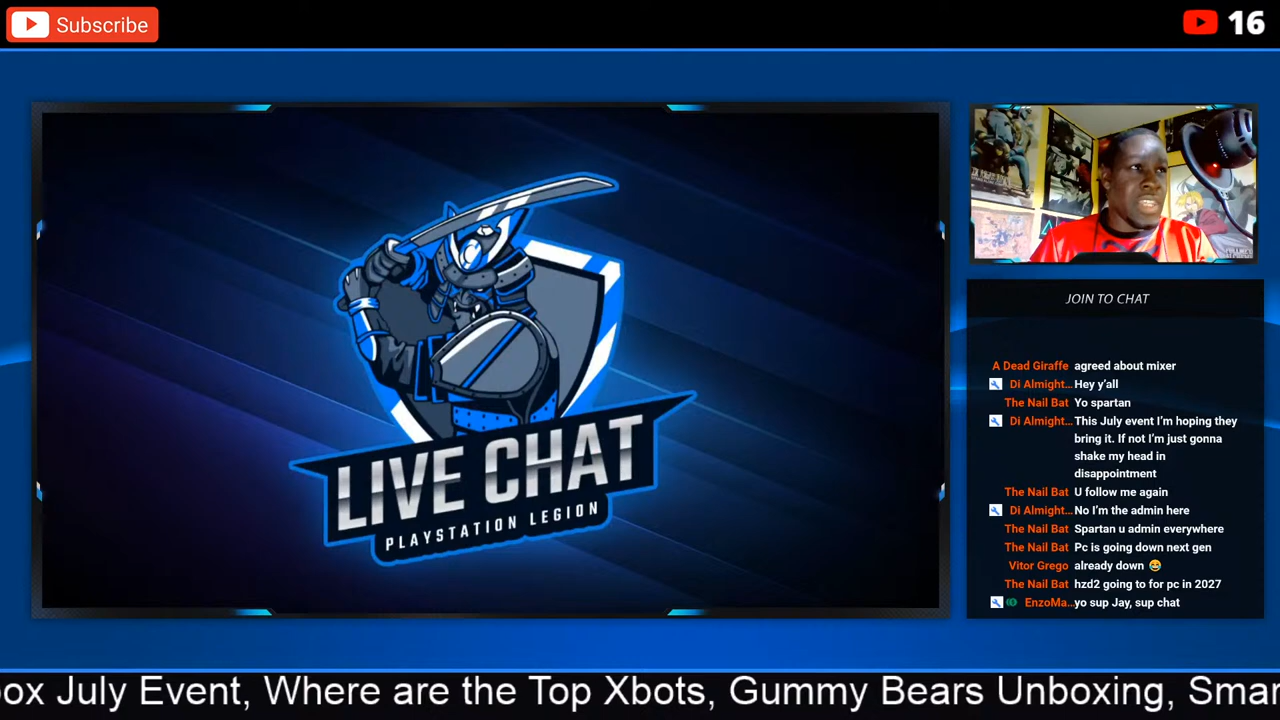 Subscribe
16
LIVE CHAT
PLAYSTATION LEGION
JOIN TO CHAT
A Dead Giraffe agreed about mixer
Di Almight... Hey y'all
The Nail Bat Yo spartan
Di Almight... This July event I'm hoping they
bring it. If not I'm just gonna
shake my head in
disappointment
The Nail Bat U follow me again
Di Almight... No I'm the admin here
The Nail Bat Spartan u admin everywhere
The Nail Bat Pc is going down next gen
Vitor Grego already down 😂
The Nail Bat hzd2 going to for pc in 2027
EnzoMa... yo sup Jay, sup chat
ox July Event, Where are the Top Xbots, Gummy Bears Unboxing, Smar